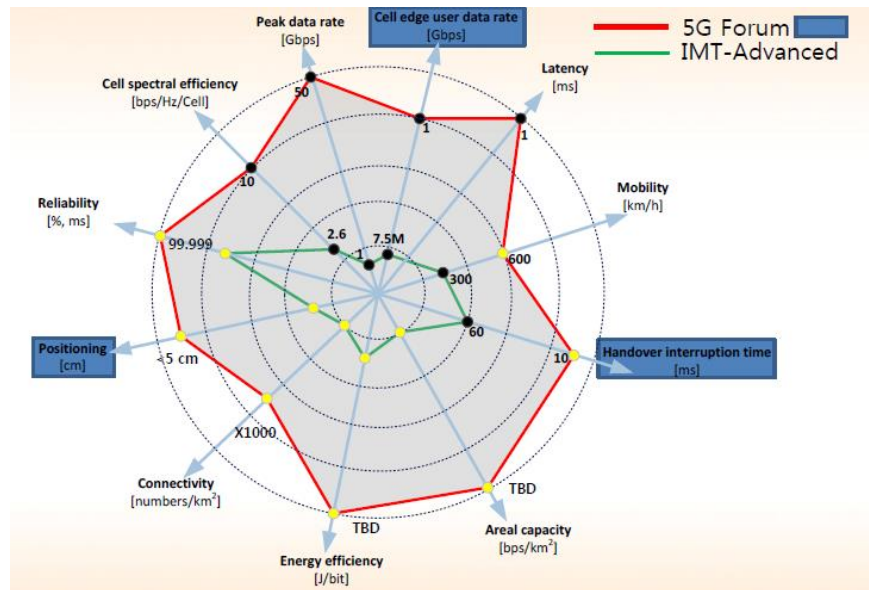 Peak data rate
[Gbps]
Cell edge user data rate
[Gbps]
5G Forum
IMT-Advanced
Cell spectral efficiency
[bps/Hz/Cell]
Latency
[ms]
50
1
1
10
Reliability
[%, ms]
Mobility
[km/h]
99.999
2.6
1
7.5M
300
600
60
Positioning
[cm]
<5 cm
10
Handover interruption time
[ms]
X1000
Connectivity
[numbers/km²]
TBD
TBD
Areal capacity
[bps/km²]
Energy efficiency
[J/bit]